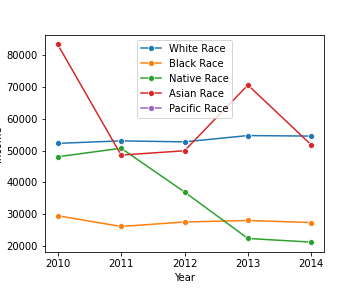 White Race
Black Race
Native Race
Asian Race
Pacific Race
80000
70000
60000
50000
40000
30000
20000
2010
2011
2012
2013
2014
Year